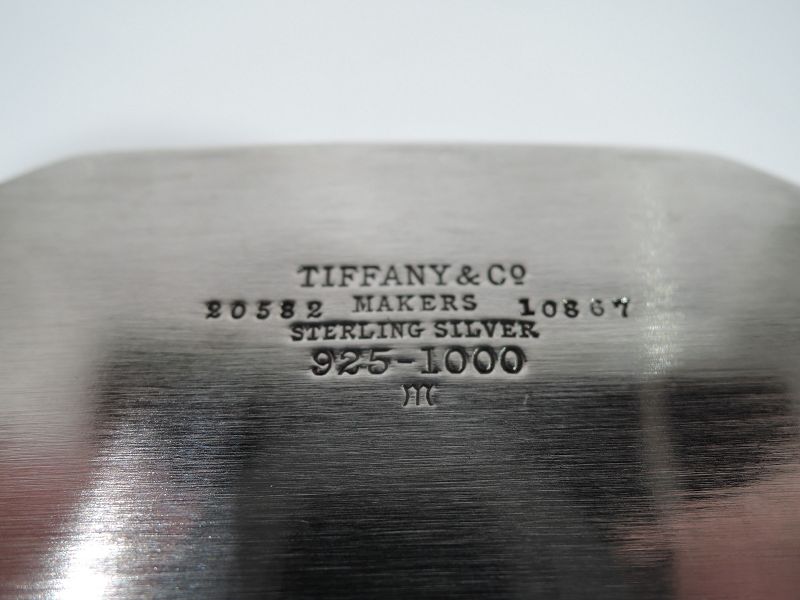 TIFFANY & Co
20582 MAKERS 10867
STERLING SILVER
925-1000
m